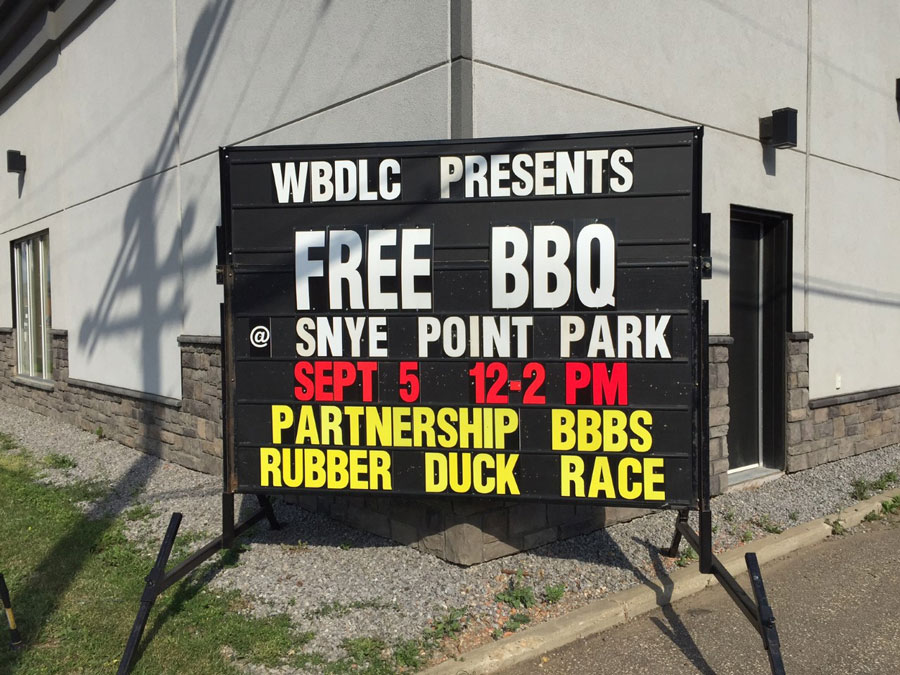 WBDLC PRESENTS
FREE BBQ
@ SNYE POINT PARK
SEPT 5 12-2 PM
PARTNERSHIP BBBS
RUBBER DUCK RACE